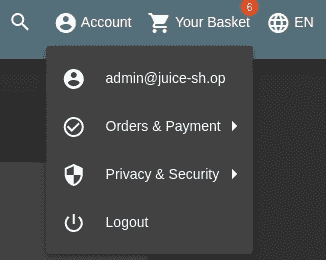 6
Account Your Basket EN
admin@juice-sh.op
Orders & Payment
Privacy & Security
Logout